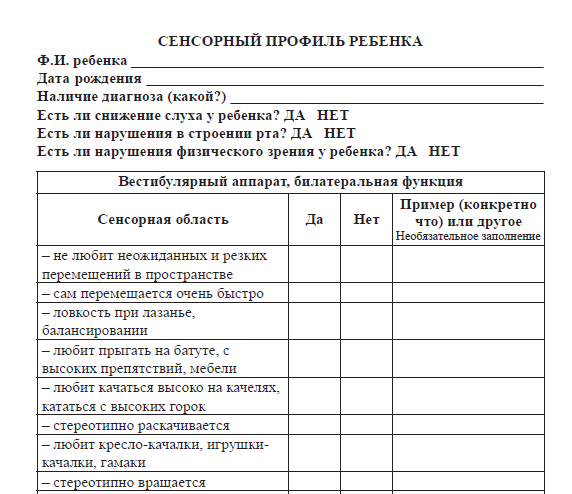 СЕНСОРНЫЙ ПРОФИЛЬ РЕБЕНКА
Ф.И. ребенка
Дата рождения
Наличие диагноза (какой?)
Есть ли снижение слуха у ребенка? ДА НЕТ
Есть ли нарушения в строении рта? ДА НЕТ
Есть ли нарушения физического зрения у ребенка? ДА НЕТ
Вестибулярный аппарат, билатеральная функция
Сенсорная область
Да
Нет
Пример (конкретно
что) или другое
Необязательное заполнение
– не любит неожиданных и резких
перемещений в пространстве
– сам перемещается очень быстро
– ловкость при лазанье,
балансировании
– любит прыгать на батуте, с
высоких препятствий, мебели
– любит качаться высоко на качелях,
кататься с высоких горок
– стереотипно раскачивается
– любит кресло-качалки, игрушки-
качалки, гамаки
– стереотипно вращается